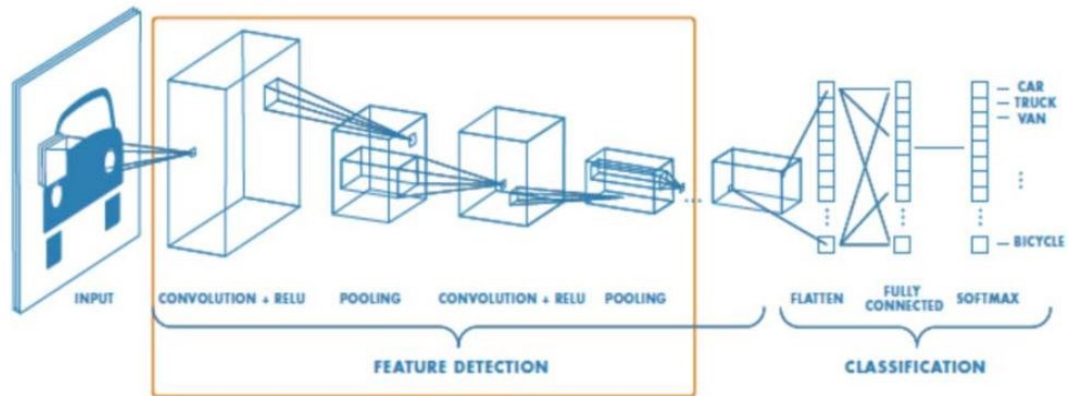 CAR
TRUCK
VAN
BICYCLE
INPUT
CONVOLUTION + RELU
POOLING
CONVOLUTION + RELU
POOLING
FLATTEN
FULLY
CONNECTED
SOFTMAX
FEATURE DETECTION
CLASSIFICATION